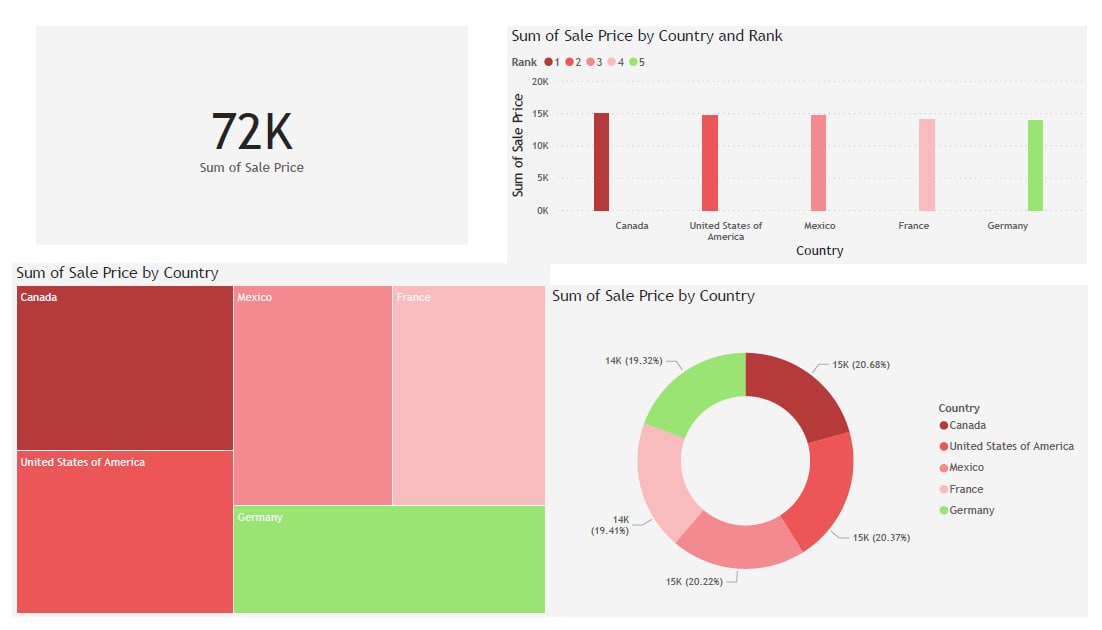 72K
Sum of Sale Price
Sum of Sale Price by Country and Rank
Rank 1 2 3 4 5
Sum of Sale Price
20K
15K
10K
5K
0K
Canada
United States of
America
Mexico
France
Germany
Country
Sum of Sale Price by Country
Canada
Mexico
France
United States of America
Germany
Sum of Sale Price by Country
14K (19.32%)
15K (20.68%)
14K
(19.41%)
15K (20.37%)
15K (20.22%)
Country
Canada
United States of America
Mexico
France
Germany